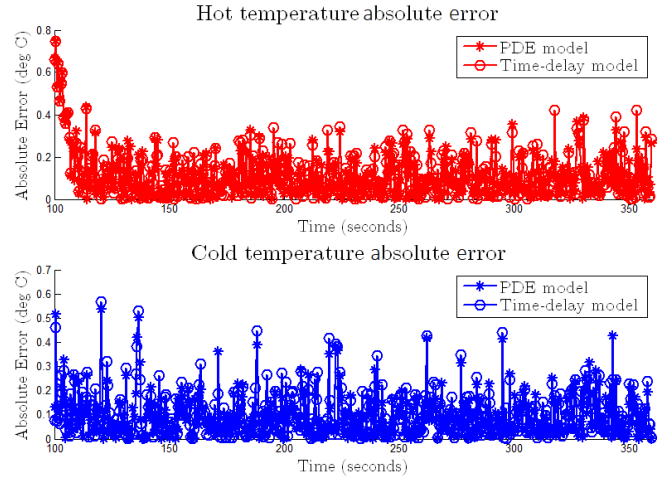 Hot temperature absolute error
0.8
0.6
0.4
0.2
0
Absolute Error (deg C)
PDE model
Time-delay model
100 150 200 250 300 350
Time (seconds)
Cold temperature absolute error
0.7
0.6
0.5
0.4
0.3
0.2
0.1
0
Absolute Error (deg C)
PDE model
Time-delay model
100 150 200 250 300 350
Time (seconds)